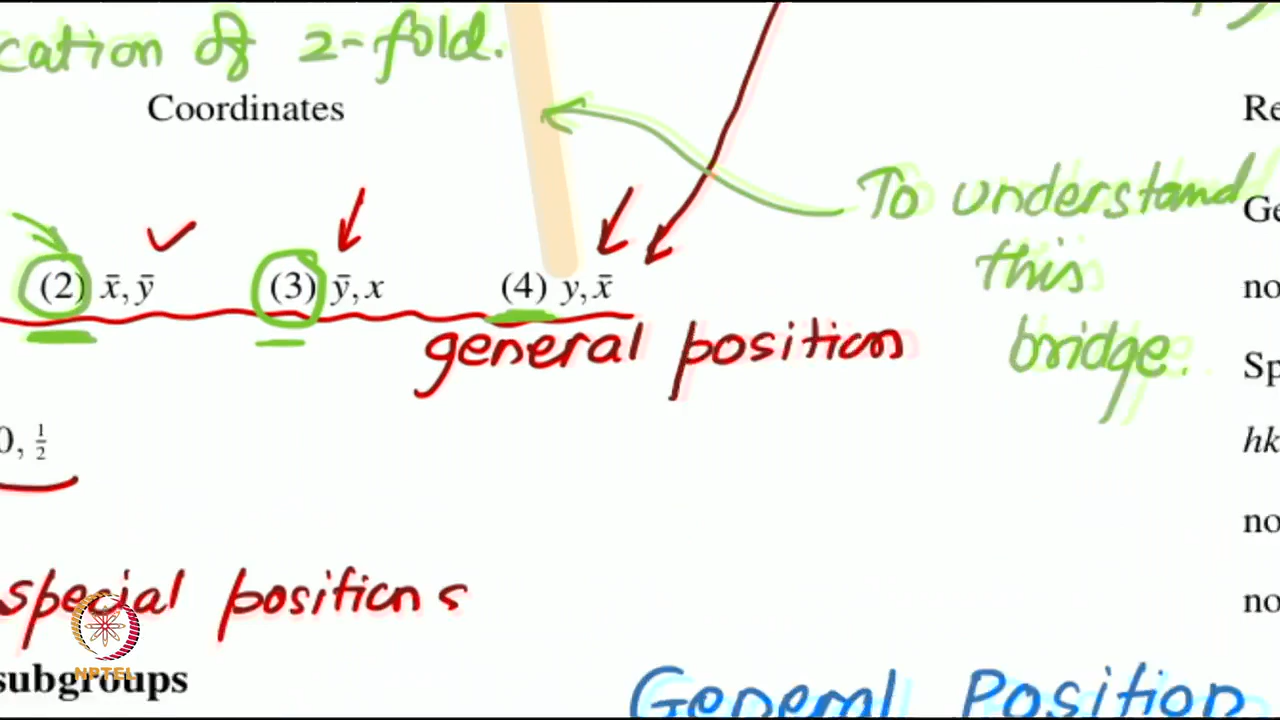 cation of 2-fold.
Coordinates
Re
To understand
Ge
this
(2) x̄, ȳ (3) ȳ, x (4) y, x̄
no
bridge.
general position
Sp
0, ½
hk
no
special positions
no
NPTEL
subgroups
General Position